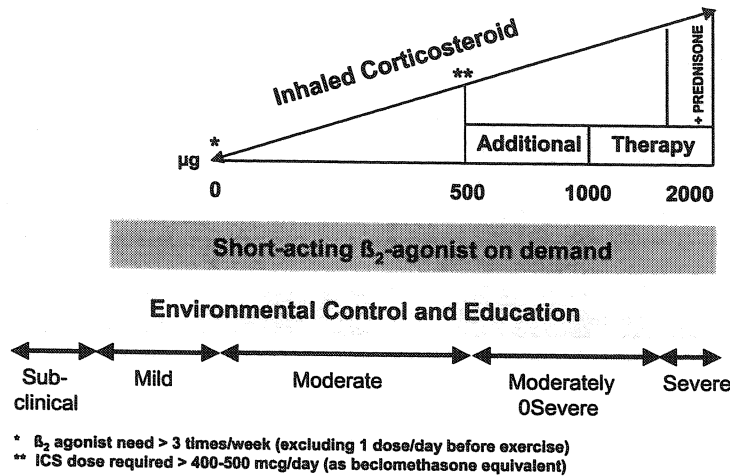 Inhaled Corticosteroid
*
**
+ PREDNISONE
Additional Therapy
µg
0 500 1000 2000
Short-acting ß₂-agonist on demand
Environmental Control and Education
Sub-
clinical
Mild
Moderate
Moderately
0Severe
Severe
* ß₂ agonist need > 3 times/week (excluding 1 dose/day before exercise)
** ICS dose required > 400-500 mcg/day (as beclomethasone equivalent)